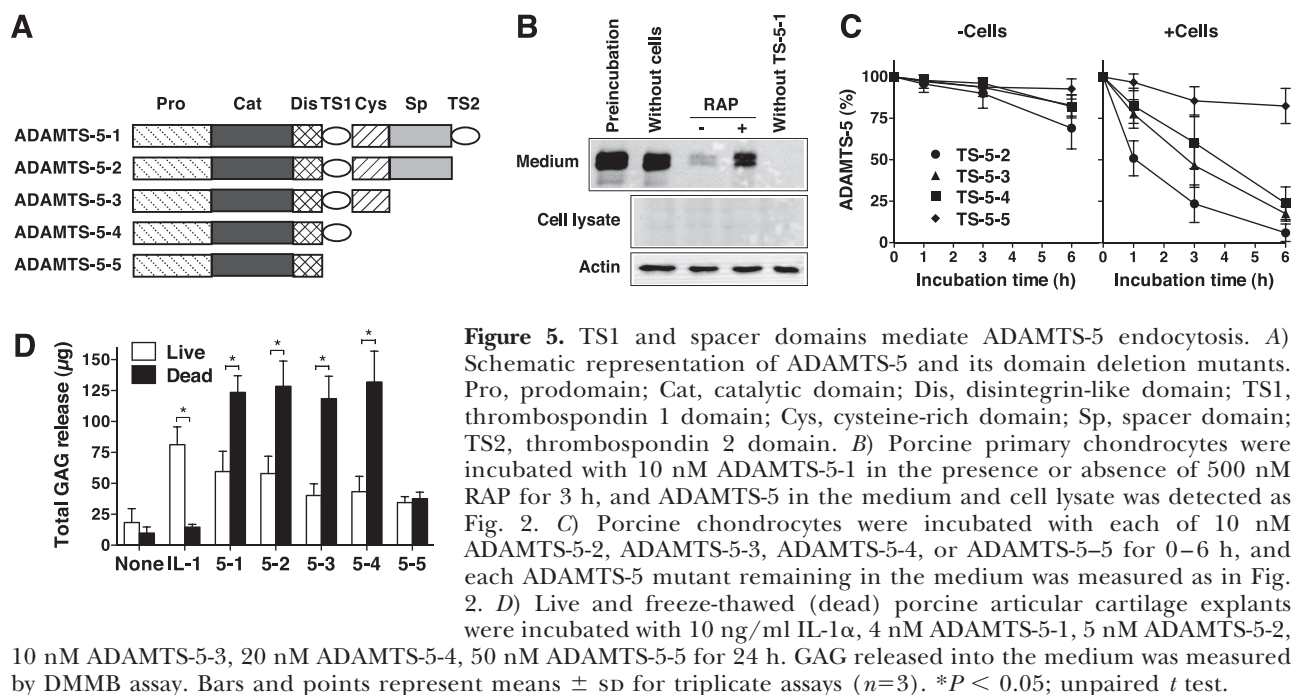 A
Pro Cat Dis TS1 Cys Sp TS2
ADAMTS-5-1
ADAMTS-5-2
ADAMTS-5-3
ADAMTS-5-4
ADAMTS-5-5
B
Preincubation
Without cells
RAP
- +
Without TS-5-1
Medium
Cell lysate
Actin
C
-Cells +Cells
ADAMTS-5 (%)
100
75
50
25
0
TS-5-2
TS-5-3
TS-5-4
TS-5-5
0 1 2 3 4 5 6 0 1 2 3 4 5 6
Incubation time (h) Incubation time (h)
D
Total GAG release (µg)
150
125
100
75
50
25
0
Live
Dead
* * * * *
None IL-1 5-1 5-2 5-3 5-4 5-5
Figure 5. TS1 and spacer domains mediate ADAMTS-5 endocytosis. A)
Schematic representation of ADAMTS-5 and its domain deletion mutants.
Pro, prodomain; Cat, catalytic domain; Dis, disintegrin-like domain; TS1,
thrombospondin 1 domain; Cys, cysteine-rich domain; Sp, spacer domain;
TS2, thrombospondin 2 domain. B) Porcine primary chondrocytes were
incubated with 10 nM ADAMTS-5-1 in the presence or absence of 500 nM
RAP for 3 h, and ADAMTS-5 in the medium and cell lysate was detected as
Fig. 2. C) Porcine chondrocytes were incubated with each of 10 nM
ADAMTS-5-2, ADAMTS-5-3, ADAMTS-5-4, or ADAMTS-5–5 for 0–6 h, and
each ADAMTS-5 mutant remaining in the medium was measured as in Fig.
2. D) Live and freeze-thawed (dead) porcine articular cartilage explants
were incubated with 10 ng/ml IL-1α, 4 nM ADAMTS-5-1, 5 nM ADAMTS-5-2,
10 nM ADAMTS-5-3, 20 nM ADAMTS-5-4, 50 nM ADAMTS-5-5 for 24 h. GAG released into the medium was measured
by DMMB assay. Bars and points represent means ± SD for triplicate assays (n=3). *P < 0.05; unpaired t test.